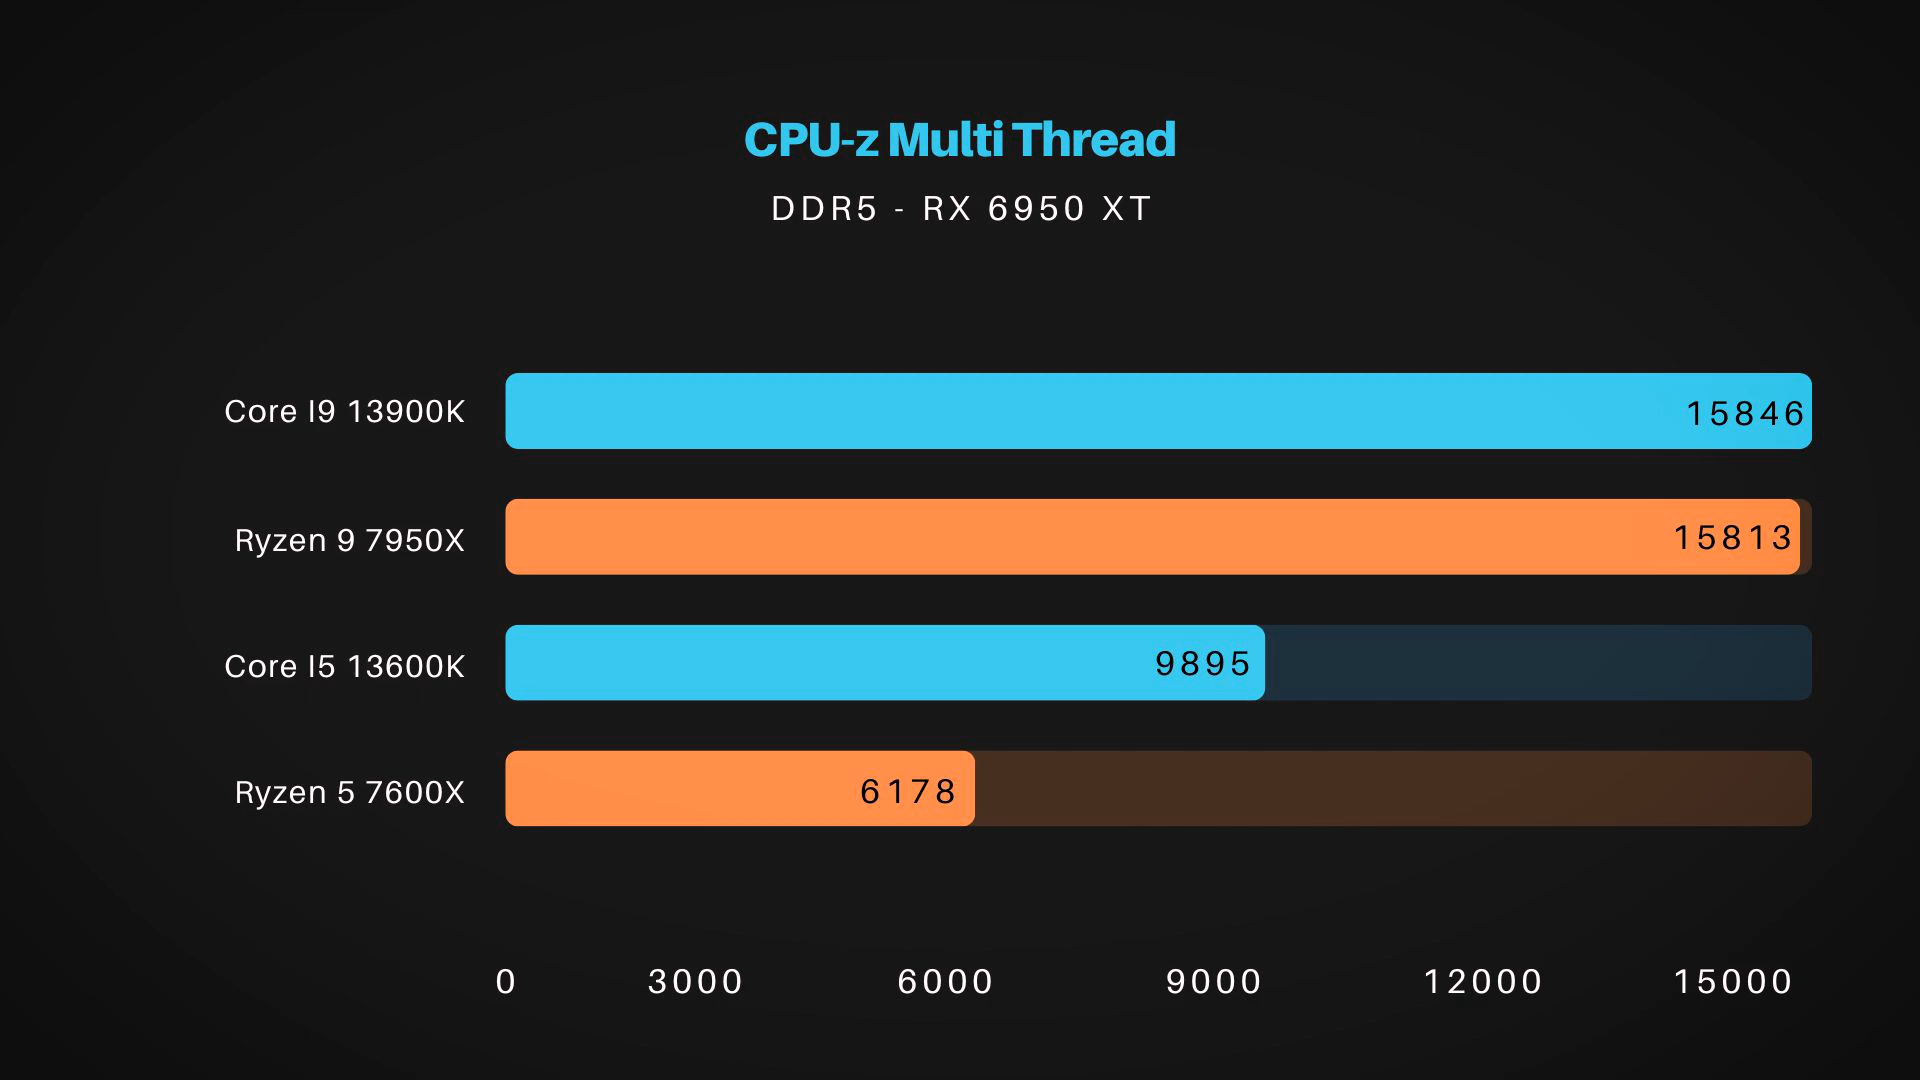 CPU-z Multi Thread
DDR5 - RX 6950 XT
Core I9 13900K 15846
Ryzen 9 7950X 15813
Core I5 13600K 9895
Ryzen 5 7600X 6178
0 3000 6000 9000 12000 15000